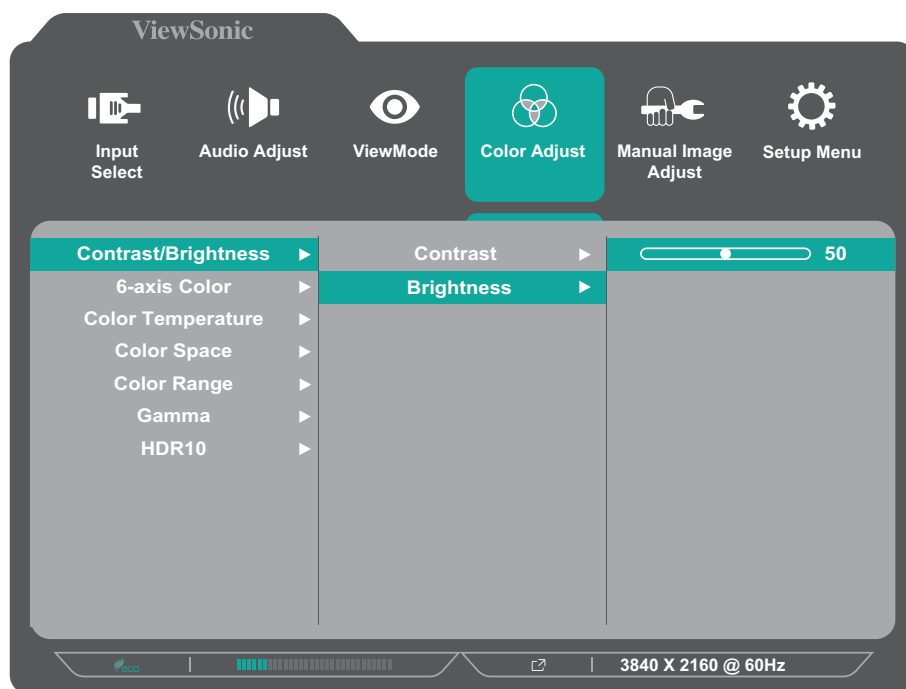 ViewSonic
Input Select
Audio Adjust
ViewMode
Color Adjust
Manual Image Adjust
Setup Menu
Contrast/Brightness
6-axis Color
Color Temperature
Color Space
Color Range
Gamma
HDR10
Contrast
Brightness
50
eco
3840 X 2160 @ 60Hz